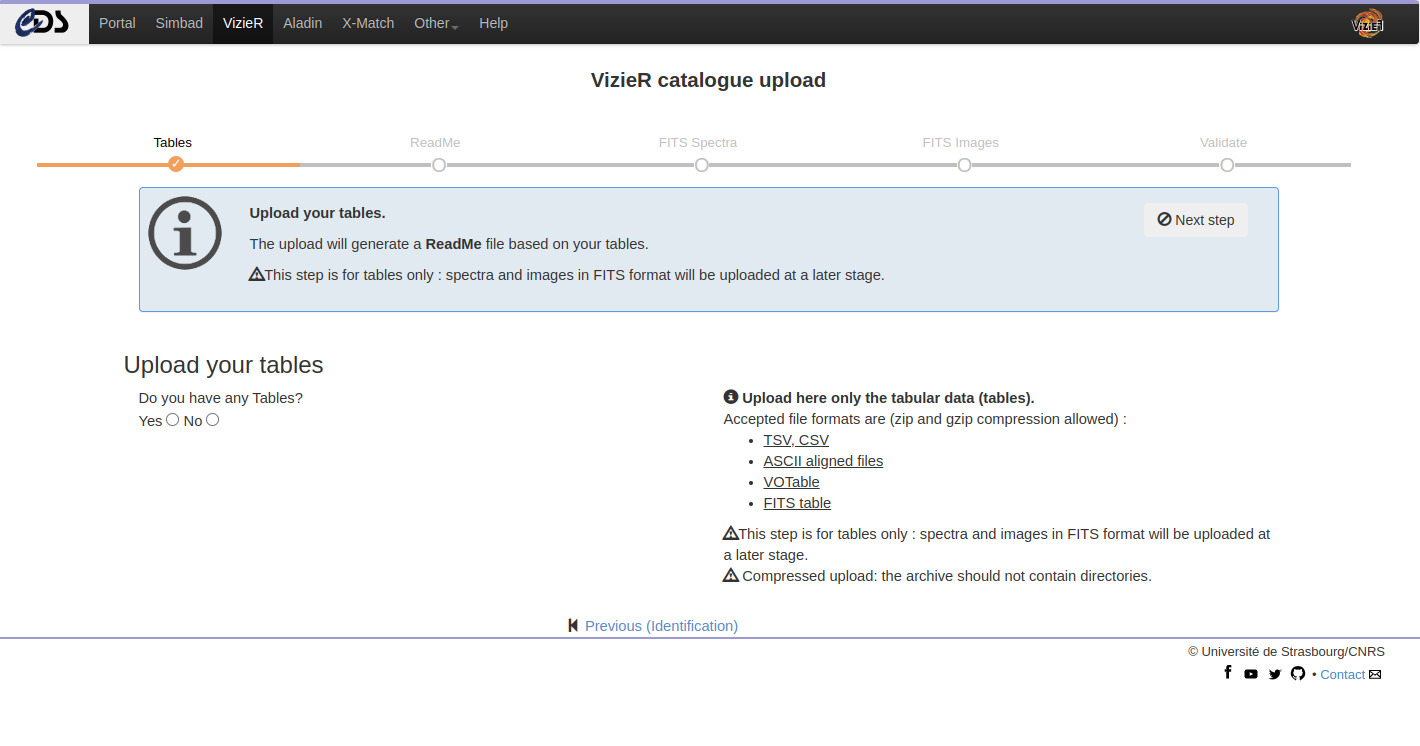 CDS
Portal Simbad VizieR Aladin X-Match Other Help
VizieR
VizieR catalogue upload
Tables ReadMe FITS Spectra FITS Images Validate
Upload your tables.
Next step
The upload will generate a ReadMe file based on your tables.
This step is for tables only : spectra and images in FITS format will be uploaded at a later stage.
Upload your tables
Do you have any Tables?
Yes No
Upload here only the tabular data (tables).
Accepted file formats are (zip and gzip compression allowed) :
• TSV, CSV
• ASCII aligned files
• VOTable
• FITS table
This step is for tables only : spectra and images in FITS format will be uploaded at
a later stage.
Compressed upload: the archive should not contain directories.
Previous (Identification)
© Université de Strasbourg/CNRS
• Contact